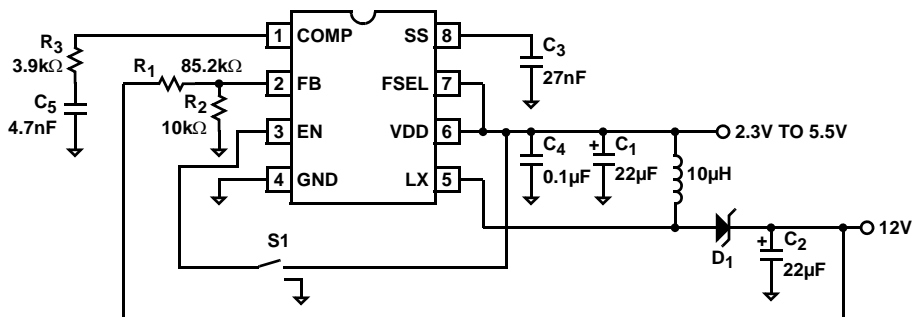 1 COMP
SS 8
R3
3.9kΩ
C5
4.7nF
R1
85.2kΩ
2 FB
R2
10kΩ
FSEL 7
C3
27nF
3 EN
VDD 6
2.3V TO 5.5V
4 GND
LX 5
C4
0.1µF
+ C1
22µF
10µH
S1
D1
12V
+ C2
22µF